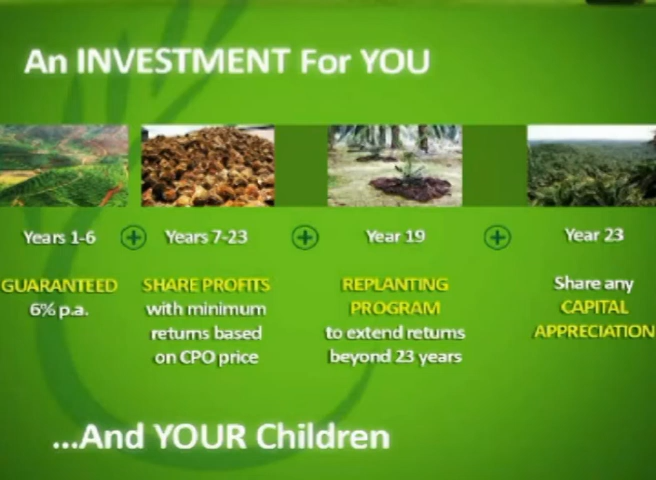 An INVESTMENT For YOU
Years 1-6
GUARANTEED
6% p.a.
Years 7-23
SHARE PROFITS
with minimum
returns based
on CPO price
Year 19
REPLANTING
PROGRAM
to extend returns
beyond 23 years
Year 23
Share any
CAPITAL
APPRECIATION
...And YOUR Children